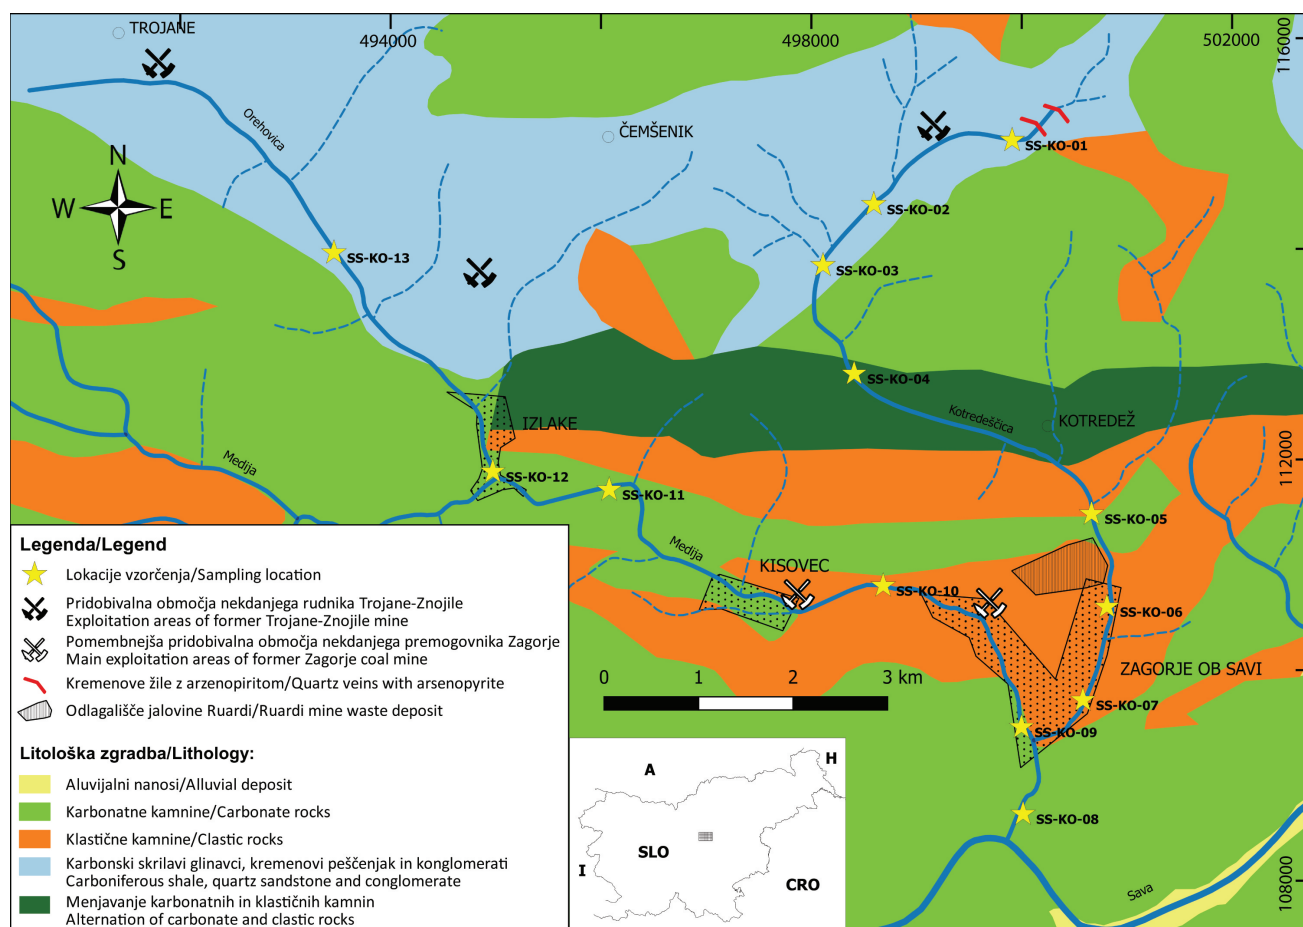 TROJANE
494000
498000
502000
116000
Orehovica
ČEMŠENIK
SS-KO-01
N
W E
S
SS-KO-02
SS-KO-13
SS-KO-03
SS-KO-04
Kotredeščica
KOTREDEŽ
IZLAKE
112000
Medija
SS-KO-12
SS-KO-11
SS-KO-05
Medija
KISOVEC
SS-KO-10
SS-KO-06
ZAGORJE OB SAVI
0 1 2 3 km
SS-KO-07
SS-KO-09
SS-KO-08
Sava
108000
Legenda/Legend
Lokacije vzorčenja/Sampling location
Pridobivalna območja nekdanjega rudnika Trojane-Znojile
Exploitation areas of former Trojane-Znojile mine
Pomembnejša pridobivalna območja nekdanjega premogovnika Zagorje
Main exploitation areas of former Zagorje coal mine
Kremenove žile z arzenopiritom/Quartz veins with arsenopyrite
Odlagališče jalovine Ruardi/Ruardi mine waste deposit
Litološka zgradba/Lithology:
Aluvijalni nanosi/Alluvial deposit
Karbonatne kamnine/Carbonate rocks
Klastične kamnine/Clastic rocks
Karbonski skrilavi glinavci, kremenovi peščenjak in konglomerati
Carboniferous shale, quartz sandstone and conglomerate
Menjavanje karbonatnih in klastičnih kamnin
Alternation of carbonate and clastic rocks
A
H
SLO
I
CRO